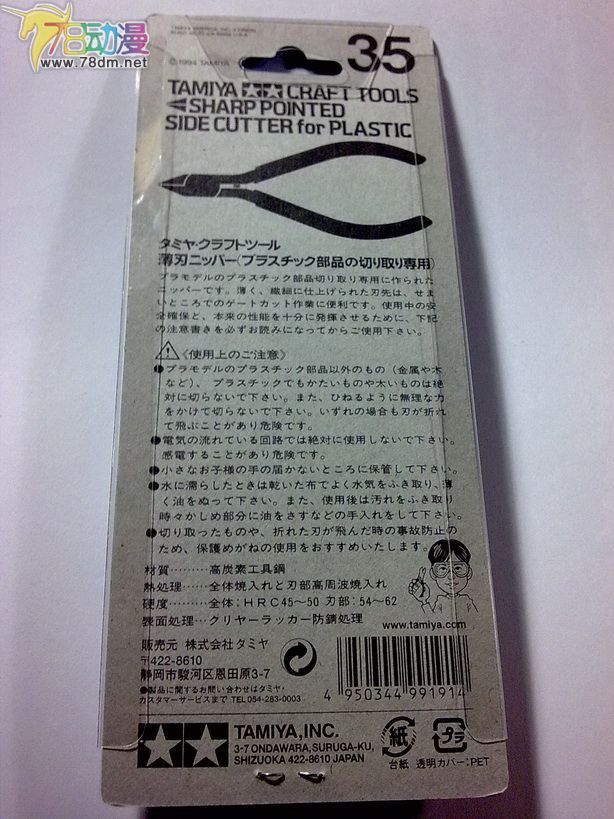 78动漫
www.78dm.net
©1994 TAMIYA
35
TAMIYA CRAFT TOOLS
SHARP POINTED
SIDE CUTTER for PLASTIC
タミヤ・クラフトツール
薄刃ニッパー(プラスチック部品の切り取り専用)
プラモデルのプラスチック部品切り取り専用に作られた
ニッパーです。薄く、繊細に仕上げられた刃先は、せま
いところでのゲートカット作業に便利です。使用中の安
全確保と、本来の性能を十分に発揮させるために、下記
の注意書きを必ずお読みになってからご使用下さい。
《使用上のご注意》
●プラモデルのプラスチック部品以外のもの(金属や木
など)、プラスチックでもかたいものや太いものは絶
対に切らないで下さい。また、ひねるように無理な力
をかけて切らないで下さい。いずれの場合も刃が折れ
て飛ぶことがあり危険です。
●電気の流れている回路では絶対に使用しないで下さい。
感電することがあり危険です。
●小さなお子様の手の届かないところに保管して下さい。
●水に濡らしたときは乾いた布でよく水気をふき取り、薄
く油をぬって下さい。また、使用後は汚れをふき取り
時々かしめ部分に油をさすなどの手入れをして下さい。
●切り取ったものや、折れた刃が飛んだ時の事故防止の
ため、保護めがねの使用をおすすめいたします。
材質………高炭素工具鋼
熱処理……全体焼入れと刃部高周波焼入れ
硬度………全体:HRC45〜50 刃部:54〜62
表面処理…クリヤーラッカー防錆処理
www.tamiya.com
販売元 株式会社タミヤ
〒422-8610
静岡市駿河区恩田原3-7
●製品に関するお問い合わせはタミヤ・
カスタマーサービスまで TEL 054-283-0003
4 950344 991914
TAMIYA, INC.
3-7 ONDAWARA, SURUGA-KU,
SHIZUOKA 422-8610 JAPAN
紙
プラ
台紙 透明カバー:PET